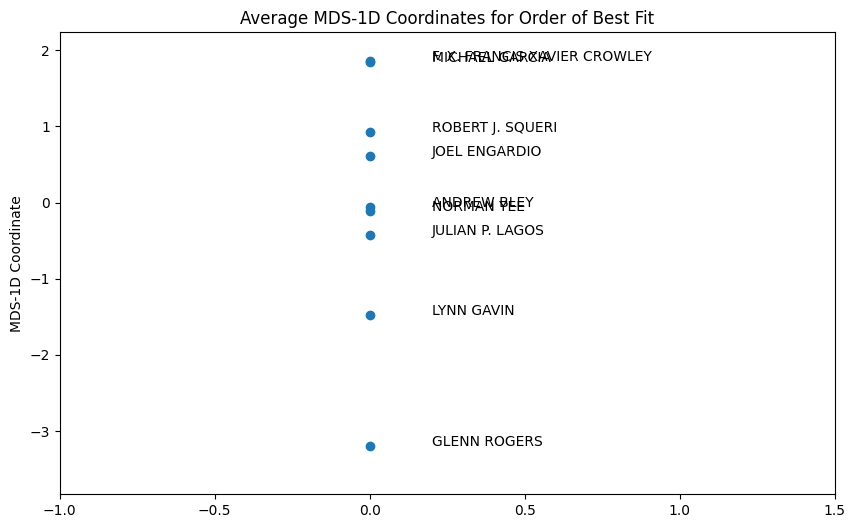 Average MDS-1D Coordinates for Order of Best Fit
MDS-1D Coordinate
2
1
0
−1
−2
−3
F. X. FRANCIS XAVIER CROWLEY
MICHAEL GARCIA
ROBERT J. SQUERI
JOEL ENGARDIO
ANDREW BLEY
NORMAN YEE
JULIAN P. LAGOS
LYNN GAVIN
GLENN ROGERS
−1.0 −0.5 0.0 0.5 1.0 1.5